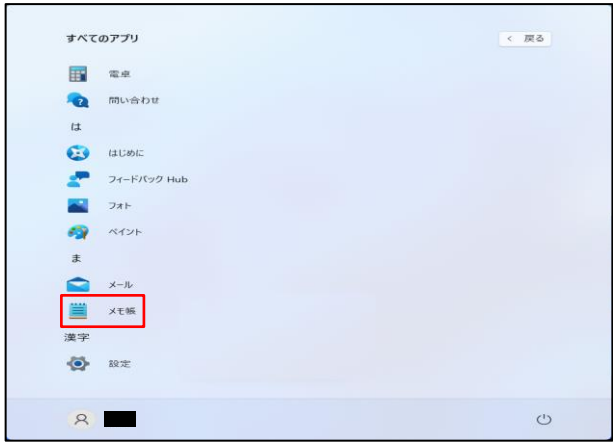 すべてのアプリ
< 戻る
電卓
問い合わせ
は
はじめに
フィードバック Hub
フォト
ペイント
ま
メール
メモ帳
漢字
設定